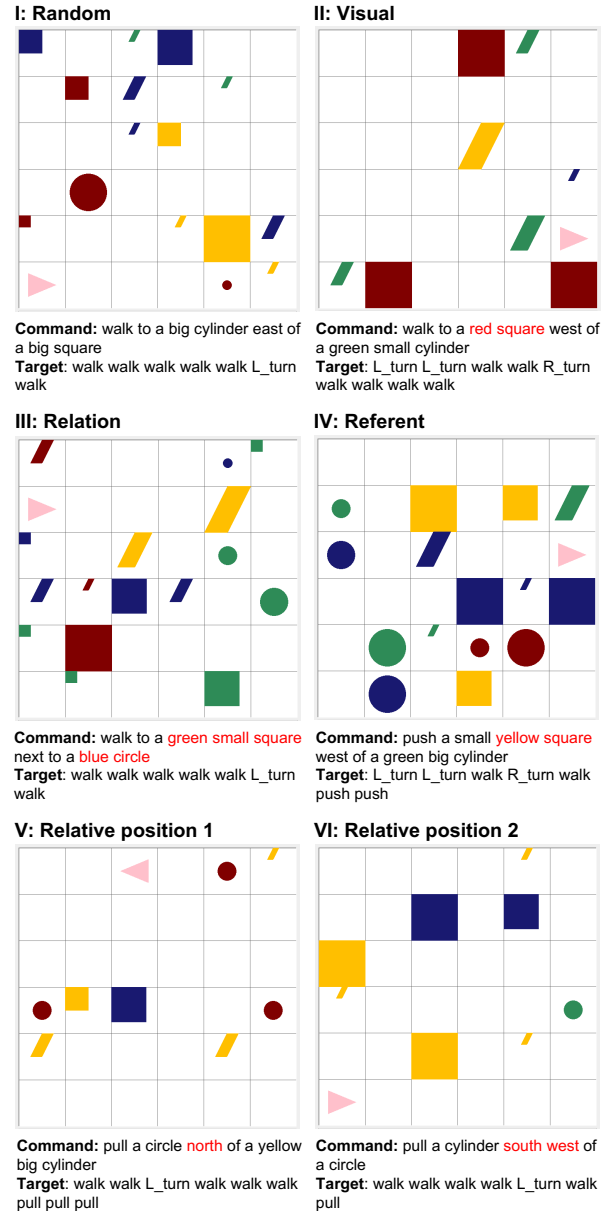 I: Random
Command: walk to a big cylinder east of
a big square
Target: walk walk walk walk walk L_turn
walk
II: Visual
Command: walk to a red square west of
a green small cylinder
Target: L_turn L_turn walk walk R_turn
walk walk walk walk
III: Relation
Command: walk to a green small square
next to a blue circle
Target: walk walk walk walk walk L_turn
walk
IV: Referent
Command: push a small yellow square
west of a green big cylinder
Target: L_turn L_turn walk R_turn walk
push push
V: Relative position 1
Command: pull a circle north of a yellow
big cylinder
Target: walk walk L_turn walk walk walk
pull pull pull
VI: Relative position 2
Command: pull a cylinder south west of
a circle
Target: walk walk walk walk L_turn walk
pull